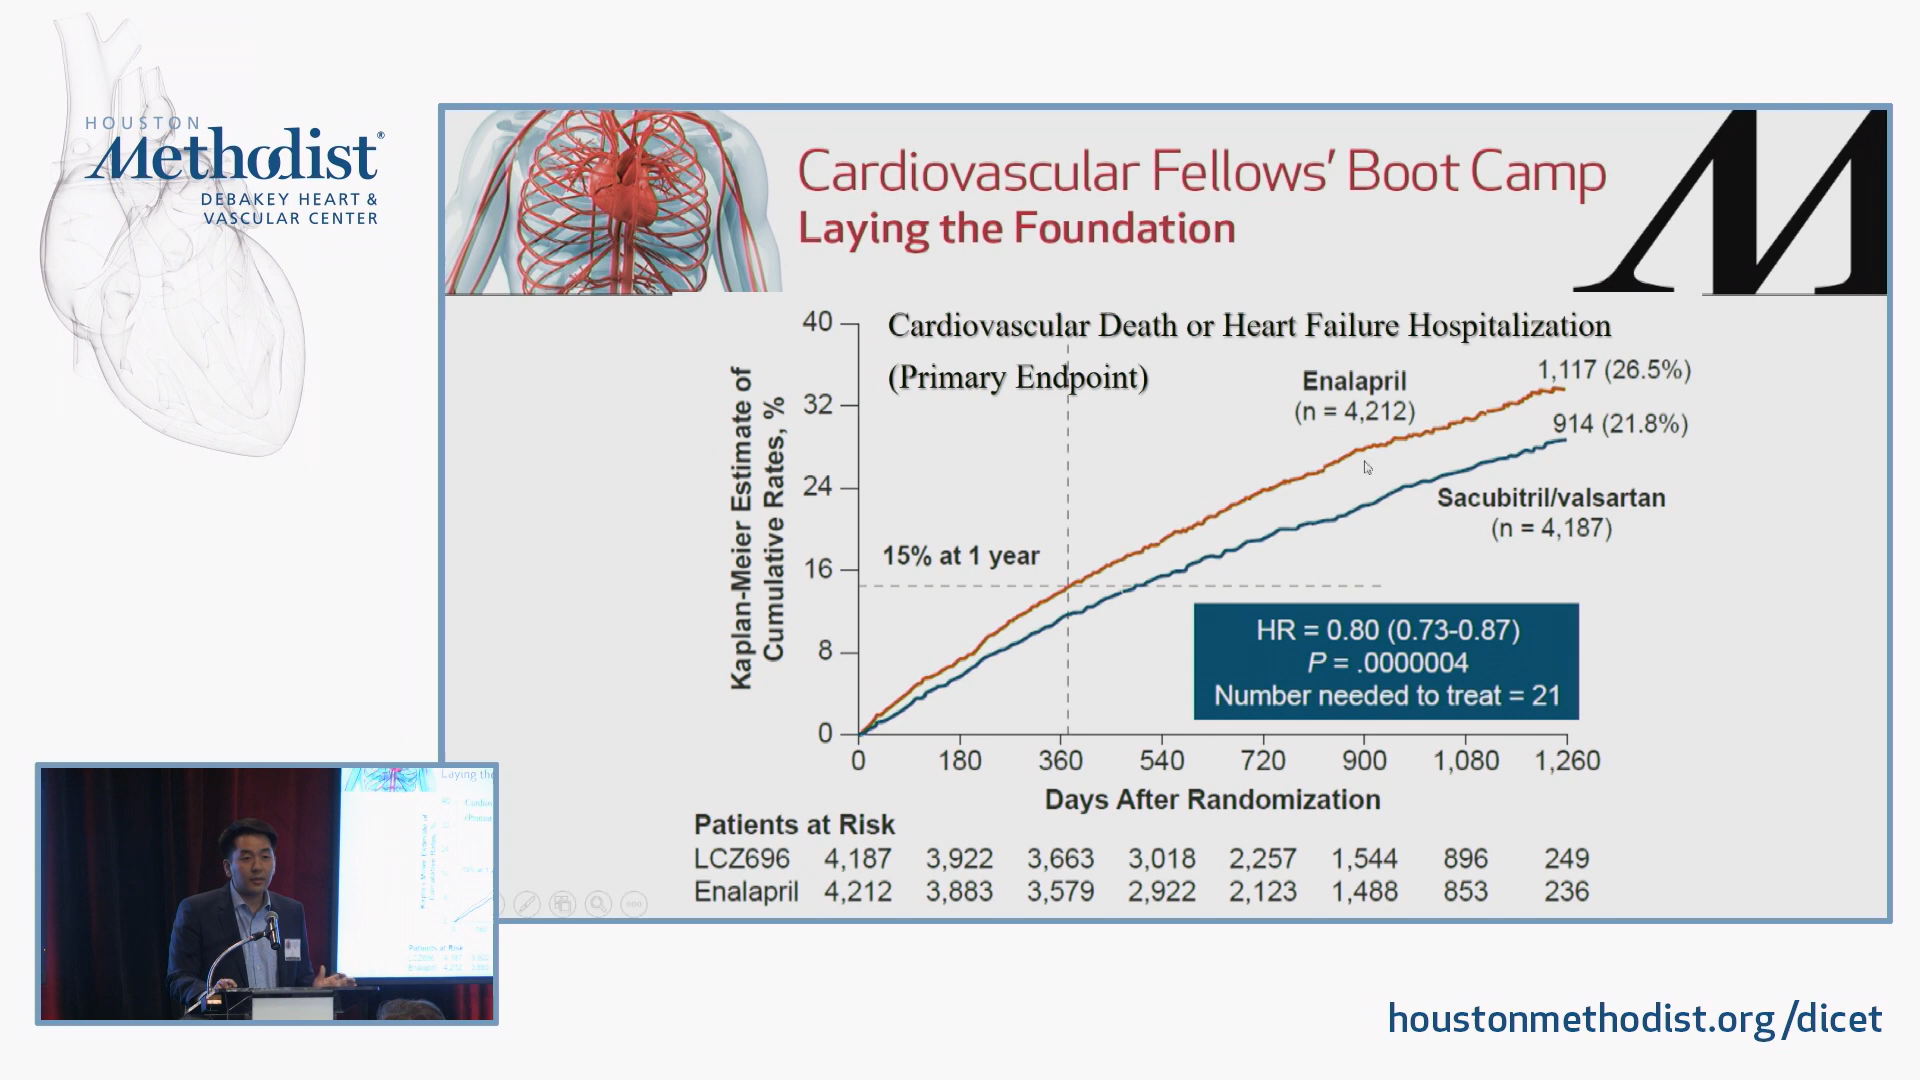 HOUSTON
Methodist®
DEBAKEY HEART &
VASCULAR CENTER
Cardiovascular Fellows’ Boot Camp
Laying the Foundation
M
Cardiovascular Death or Heart Failure Hospitalization
(Primary Endpoint)
Kaplan-Meier Estimate of
Cumulative Rates, %
40
32
24
16
8
0
Enalapril
(n = 4,212)
1,117 (26.5%)
914 (21.8%)
Sacubitril/valsartan
(n = 4,187)
15% at 1 year
HR = 0.80 (0.73-0.87)
P = .0000004
Number needed to treat = 21
0 180 360 540 720 900 1,080 1,260
Days After Randomization
Patients at Risk
LCZ696 4,187 3,922 3,663 3,018 2,257 1,544 896 249
Enalapril 4,212 3,883 3,579 2,922 2,123 1,488 853 236
Laying the
Patients at Risk
houstonmethodist.org/dicet